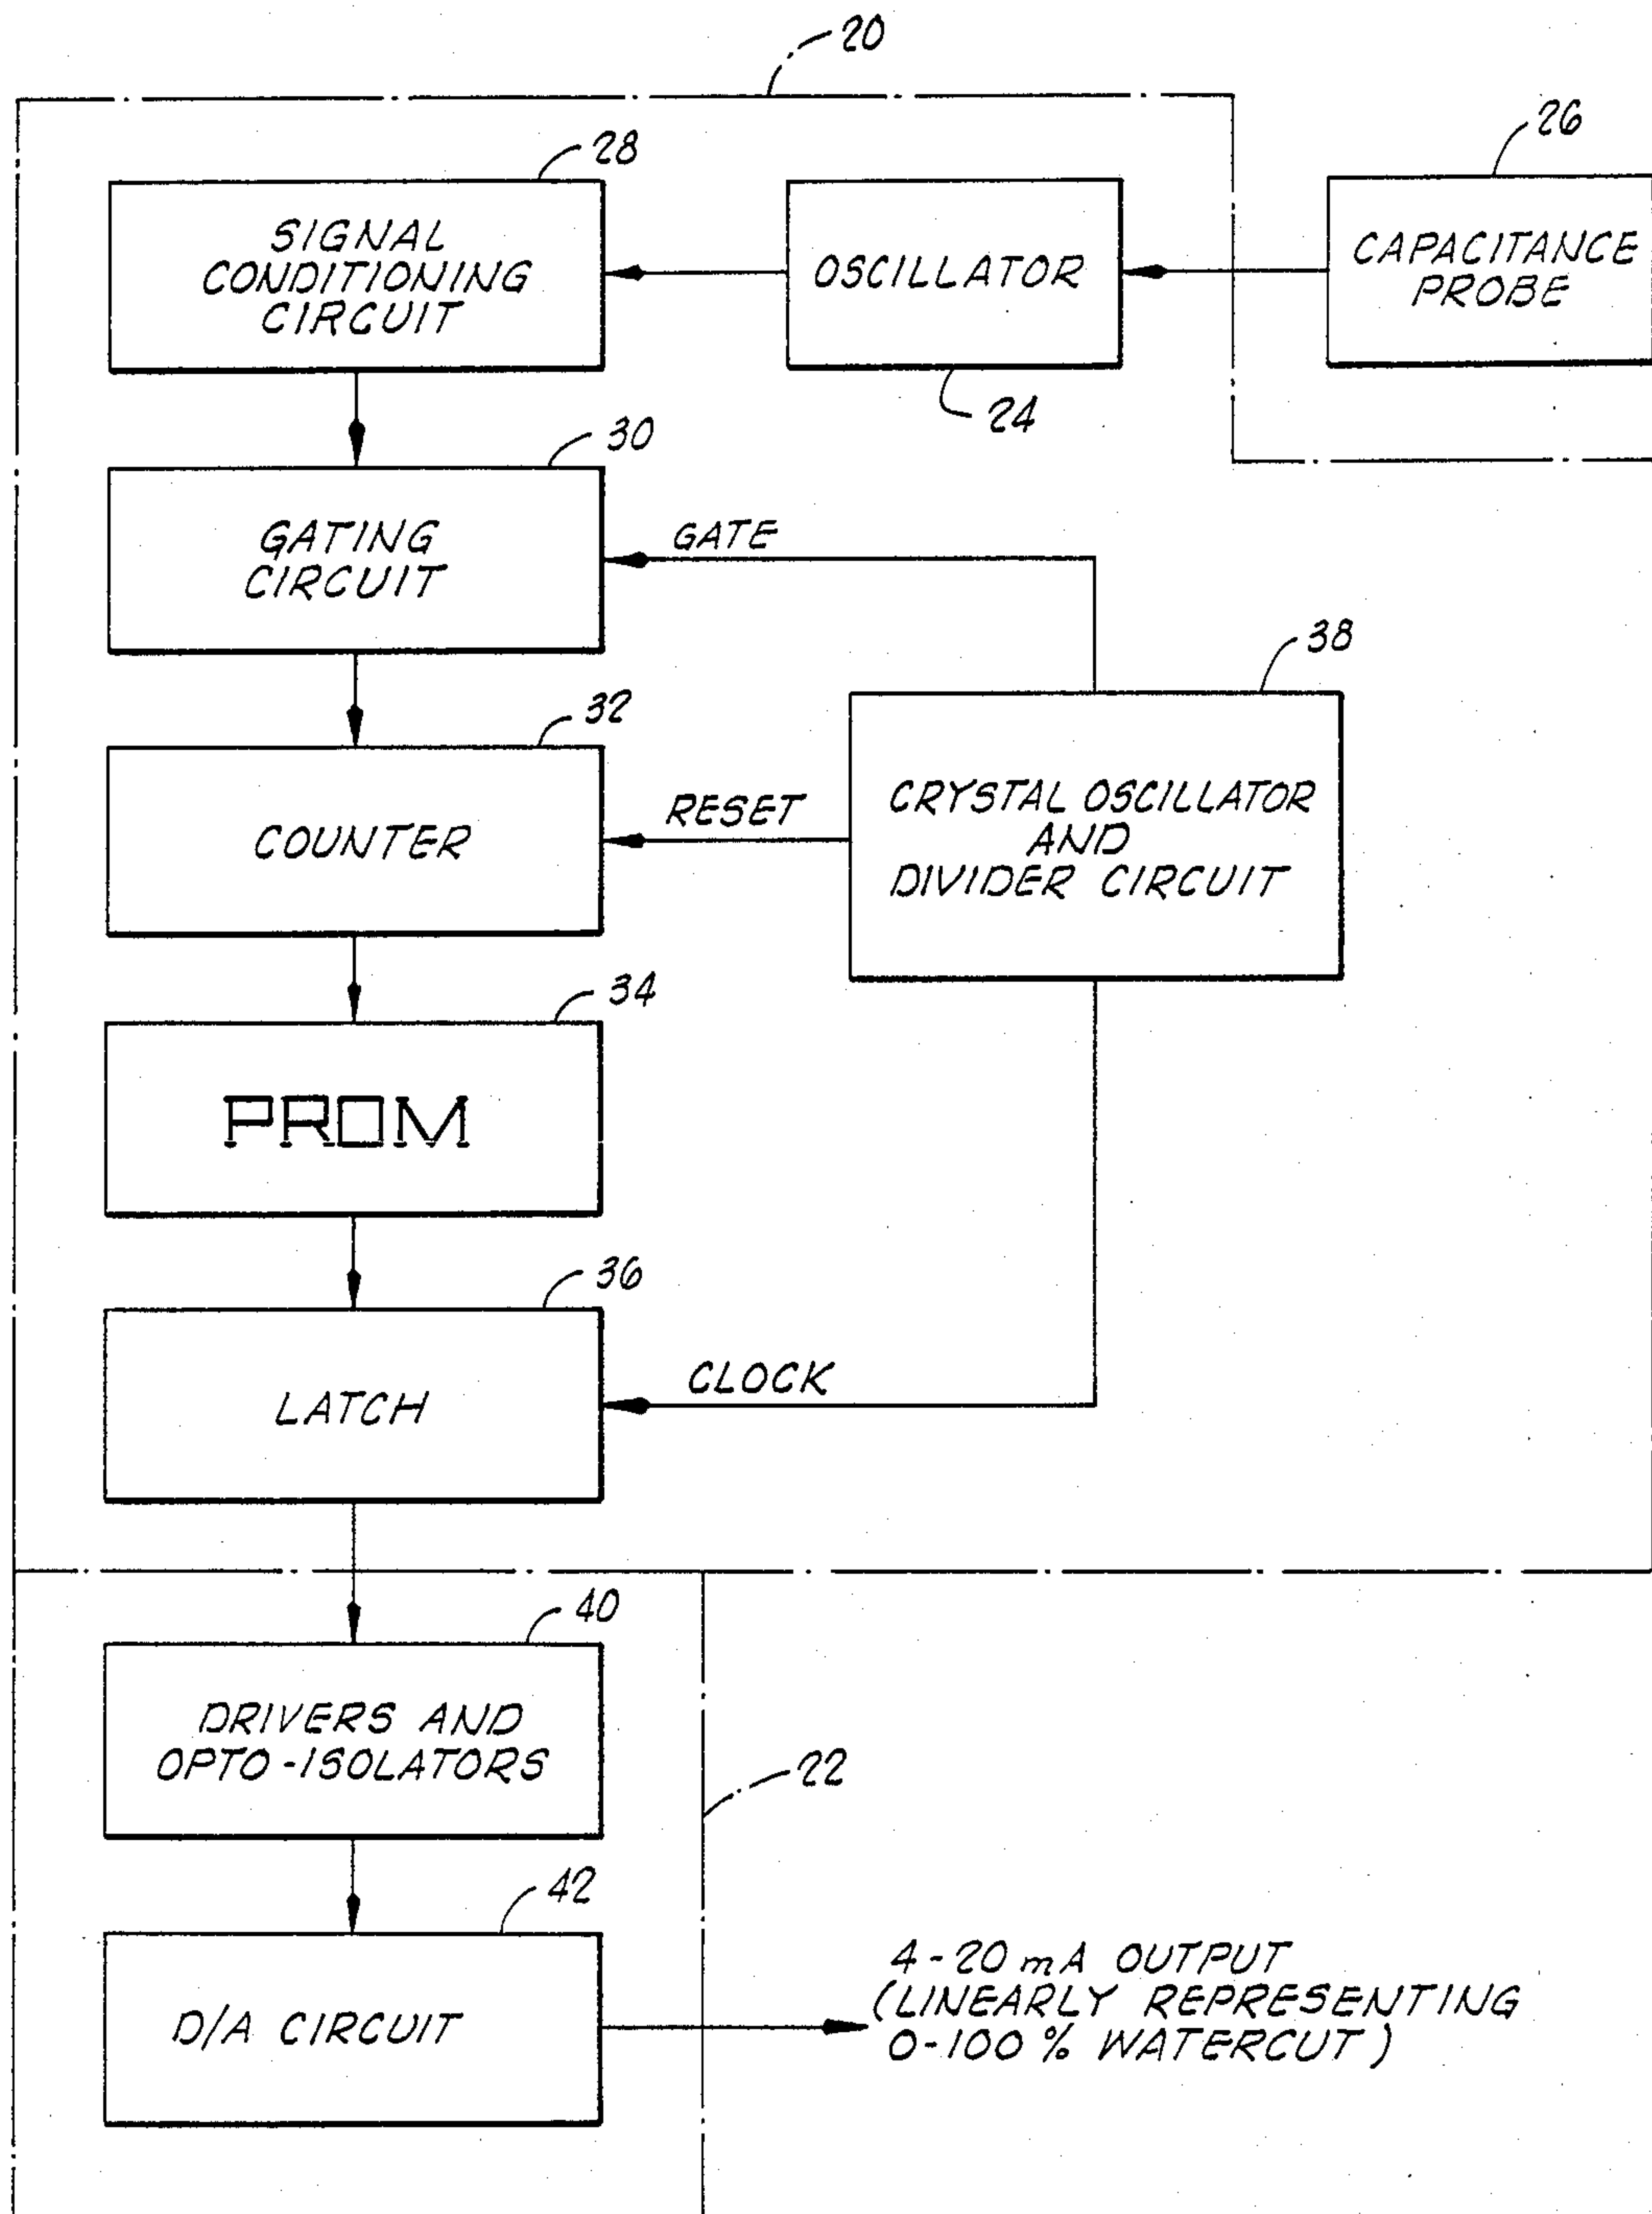 20
26
28
SIGNAL
CONDITIONING
CIRCUIT
OSCILLATOR
CAPACITANCE
PROBE
24
30
GATING
CIRCUIT
GATE
38
32
COUNTER
RESET
CRYSTAL OSCILLATOR
AND
DIVIDER CIRCUIT
34
PROM
36
LATCH
CLOCK
40
DRIVERS AND
OPTO-ISOLATORS
22
42
D/A CIRCUIT
4-20 mA OUTPUT
(LINEARLY REPRESENTING
0-100% WATERCUT)